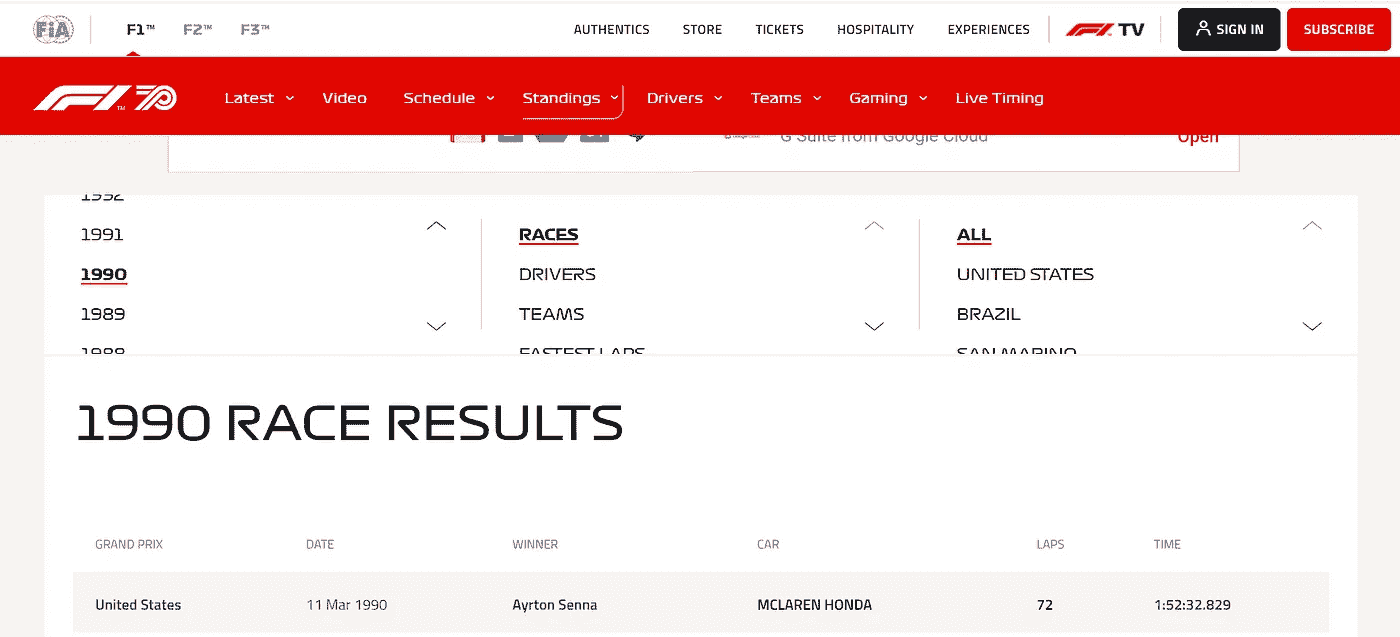 FiA F1™ F2™ F3™ AUTHENTICS STORE TICKETS HOSPITALITY EXPERIENCES F1 TV SIGN IN SUBSCRIBE
F1 70 Latest Video Schedule Standings Drivers Teams Gaming Live Timing
G Suite from Google Cloud Open
1992
1991 RACES ALL
1990 DRIVERS UNITED STATES
1989 TEAMS BRAZIL
1988 FASTEST LAPS SAN MARINO
1990 RACE RESULTS
GRAND PRIX DATE WINNER CAR LAPS TIME
United States 11 Mar 1990 Ayrton Senna MCLAREN HONDA 72 1:52:32.829